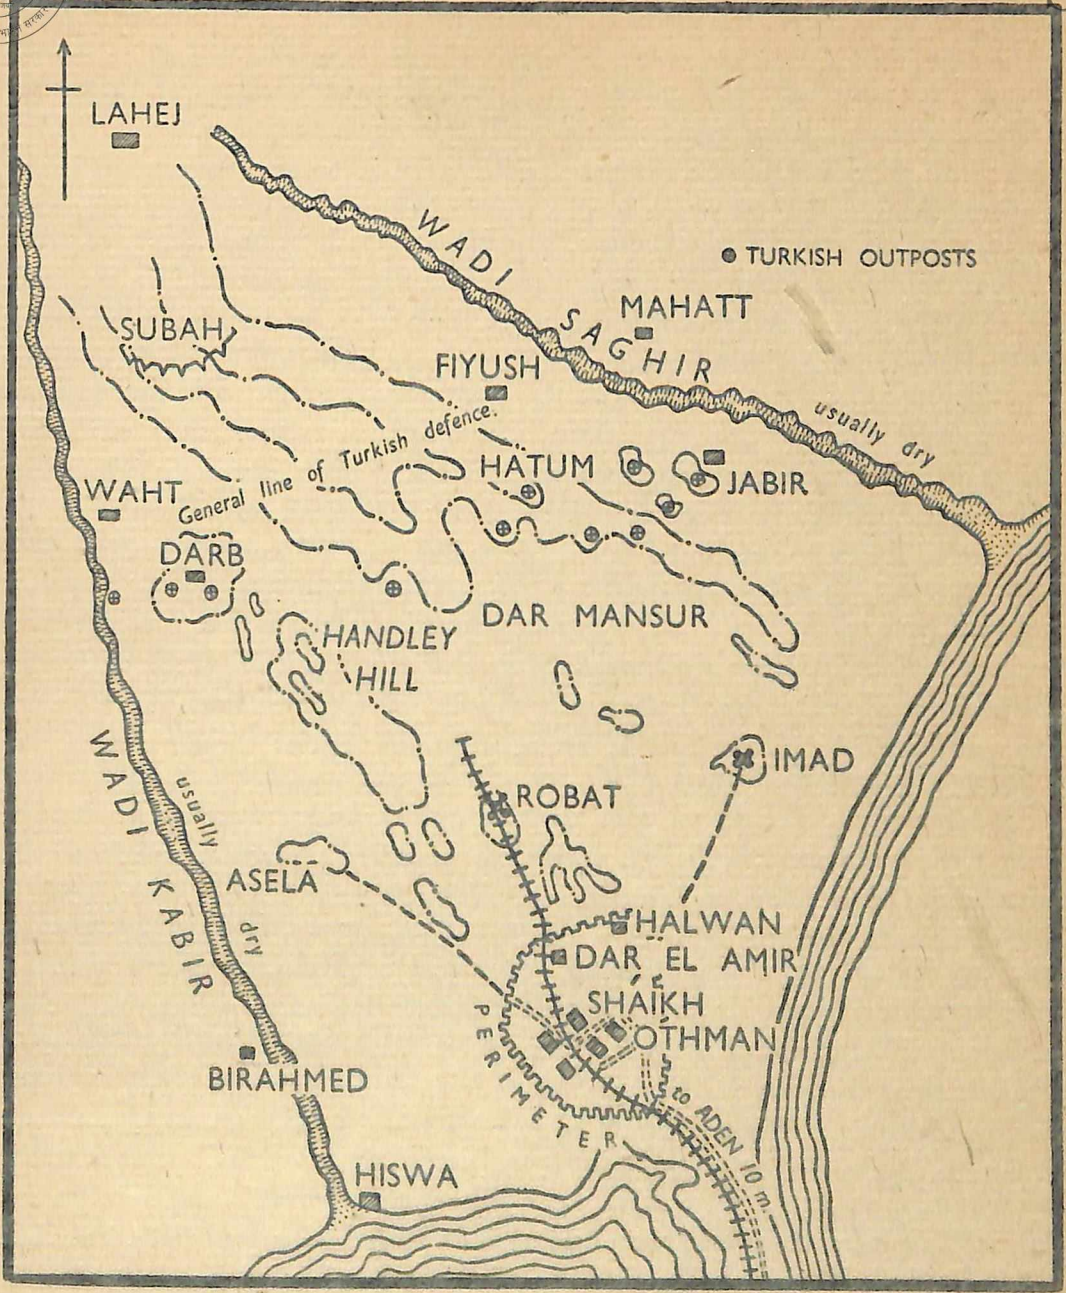 भारत सरकार
LAHEJ
WADI SAGHIR
TURKISH OUTPOSTS
MAHATT
SUBAH
FIYUSH
usually dry
General line of Turkish defence.
HATUM
JABIR
WAHT
DARB
DAR MANSUR
HANDLEY
HILL
WADI KABIR
usually dry
IMAD
ROBAT
ASELA
HALWAN
DAR EL AMIR
SHAIKH
OTHMAN
PERIMETER
BIRAHMED
to ADEN 10 m.
HISWA